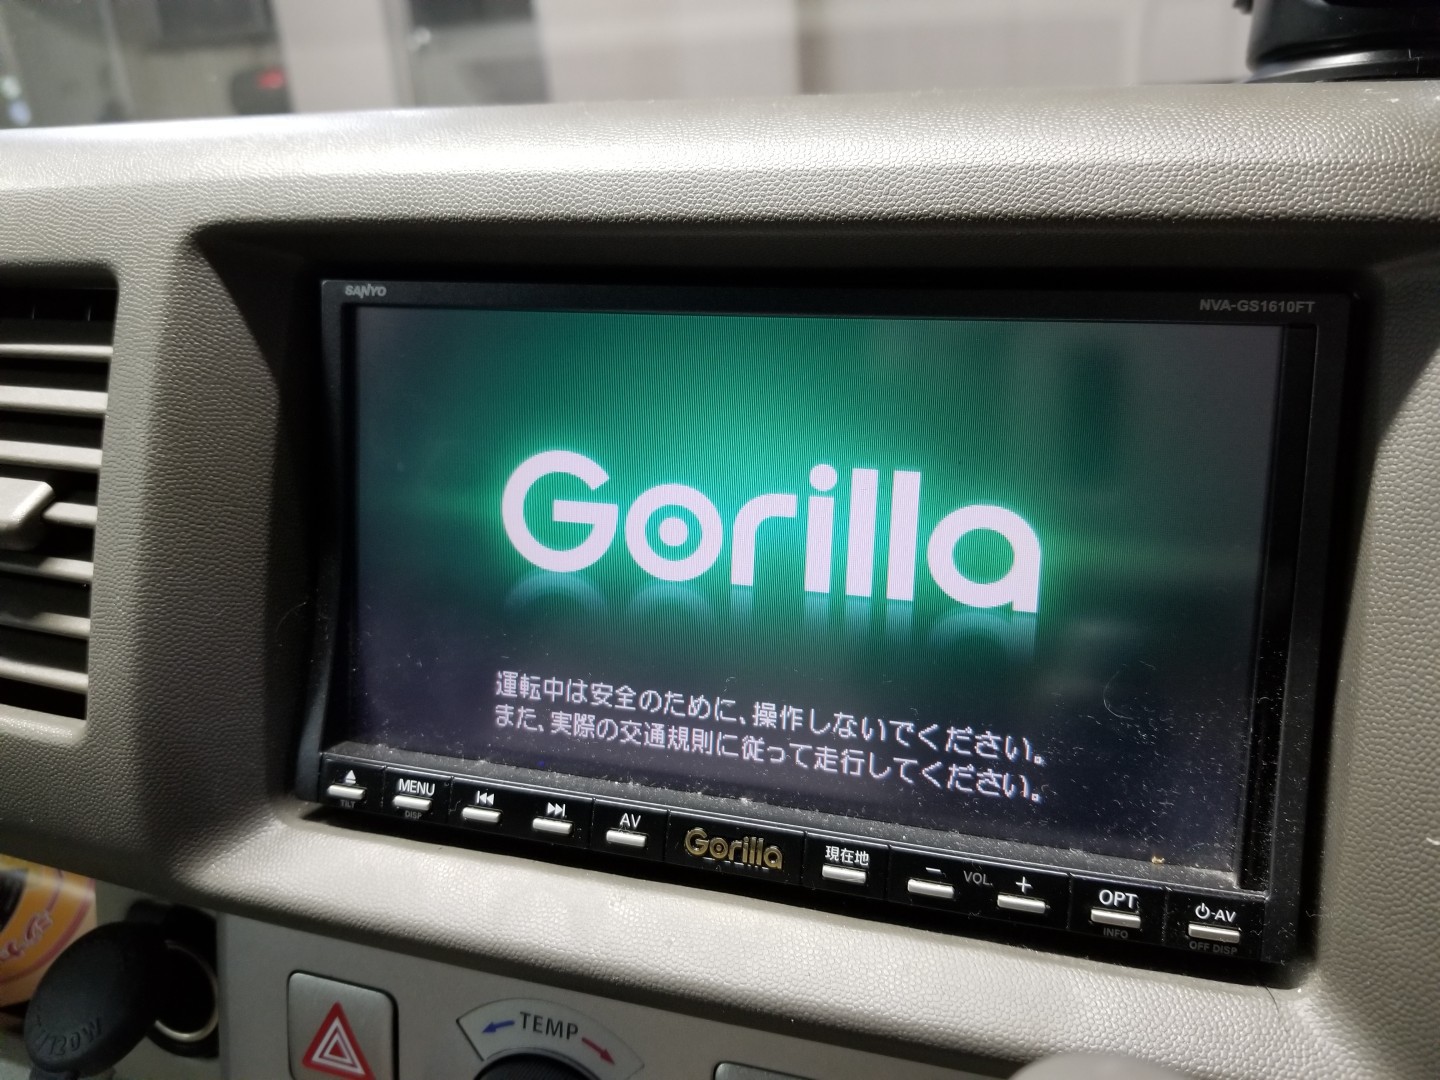 SANYO
NVA-GS1610FT
Gorilla
運転中は安全のために、操作しないでください。
また、実際の交通規則に従って走行してください。
TILT
MENU
DISP
AV
Gorilla
現在地
− VOL. +
OPT
INFO
⏻-AV
OFF DISP
TEMP
/120W